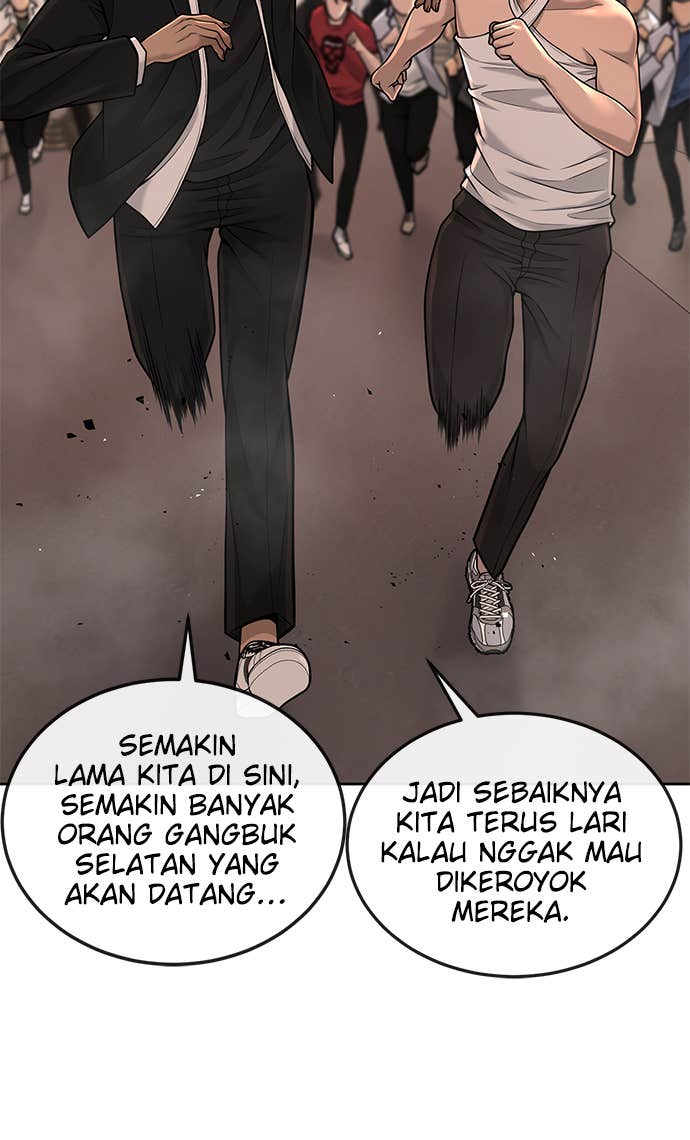 SEMAKIN
LAMA KITA DI SINI,
SEMAKIN BANYAK
ORANG GANGBUK
SELATAN YANG
AKAN DATANG...
JADI SEBAIKNYA
KITA TERUS LARI
KALAU NGGAK MAU
DIKEROYOK
MEREKA.